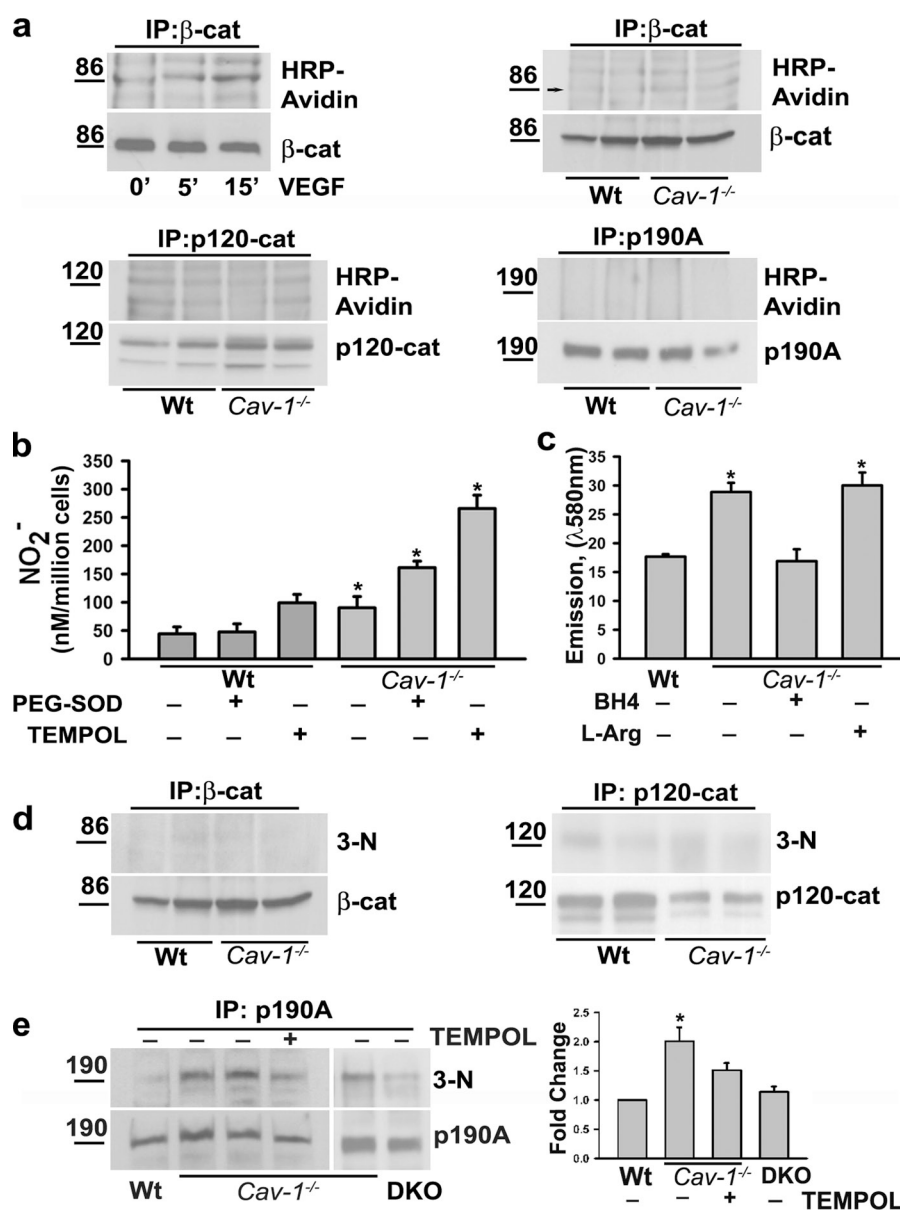 a
IP:β-cat
86
HRP-Avidin
86
β-cat
0' 5' 15' VEGF
IP:β-cat
86
HRP-Avidin
86
β-cat
Wt Cav-1-/-
IP:p120-cat
120
HRP-Avidin
120
p120-cat
Wt Cav-1-/-
IP:p190A
190
HRP-Avidin
190
p190A
Wt Cav-1-/-
b
NO2-
(nM/million cells)
350
300
250
200
150
100
50
0
* * *
Wt Cav-1-/-
PEG-SOD – + – – + –
TEMPOL – – + – – +
c
Emission, (λ580nm)
35
30
25
20
15
10
5
0
* *
Wt Cav-1-/-
BH4 – – + –
L-Arg – – – +
d
IP:β-cat
86
3-N
86
β-cat
Wt Cav-1-/-
IP: p120-cat
120
3-N
120
p120-cat
Wt Cav-1-/-
e
IP: p190A
– – – + – – TEMPOL
190
3-N
190
p190A
Wt Cav-1-/- DKO
Fold Change
2.5
2.0
1.5
1.0
0.5
0.0
*
Wt Cav-1-/- DKO
– – + – TEMPOL